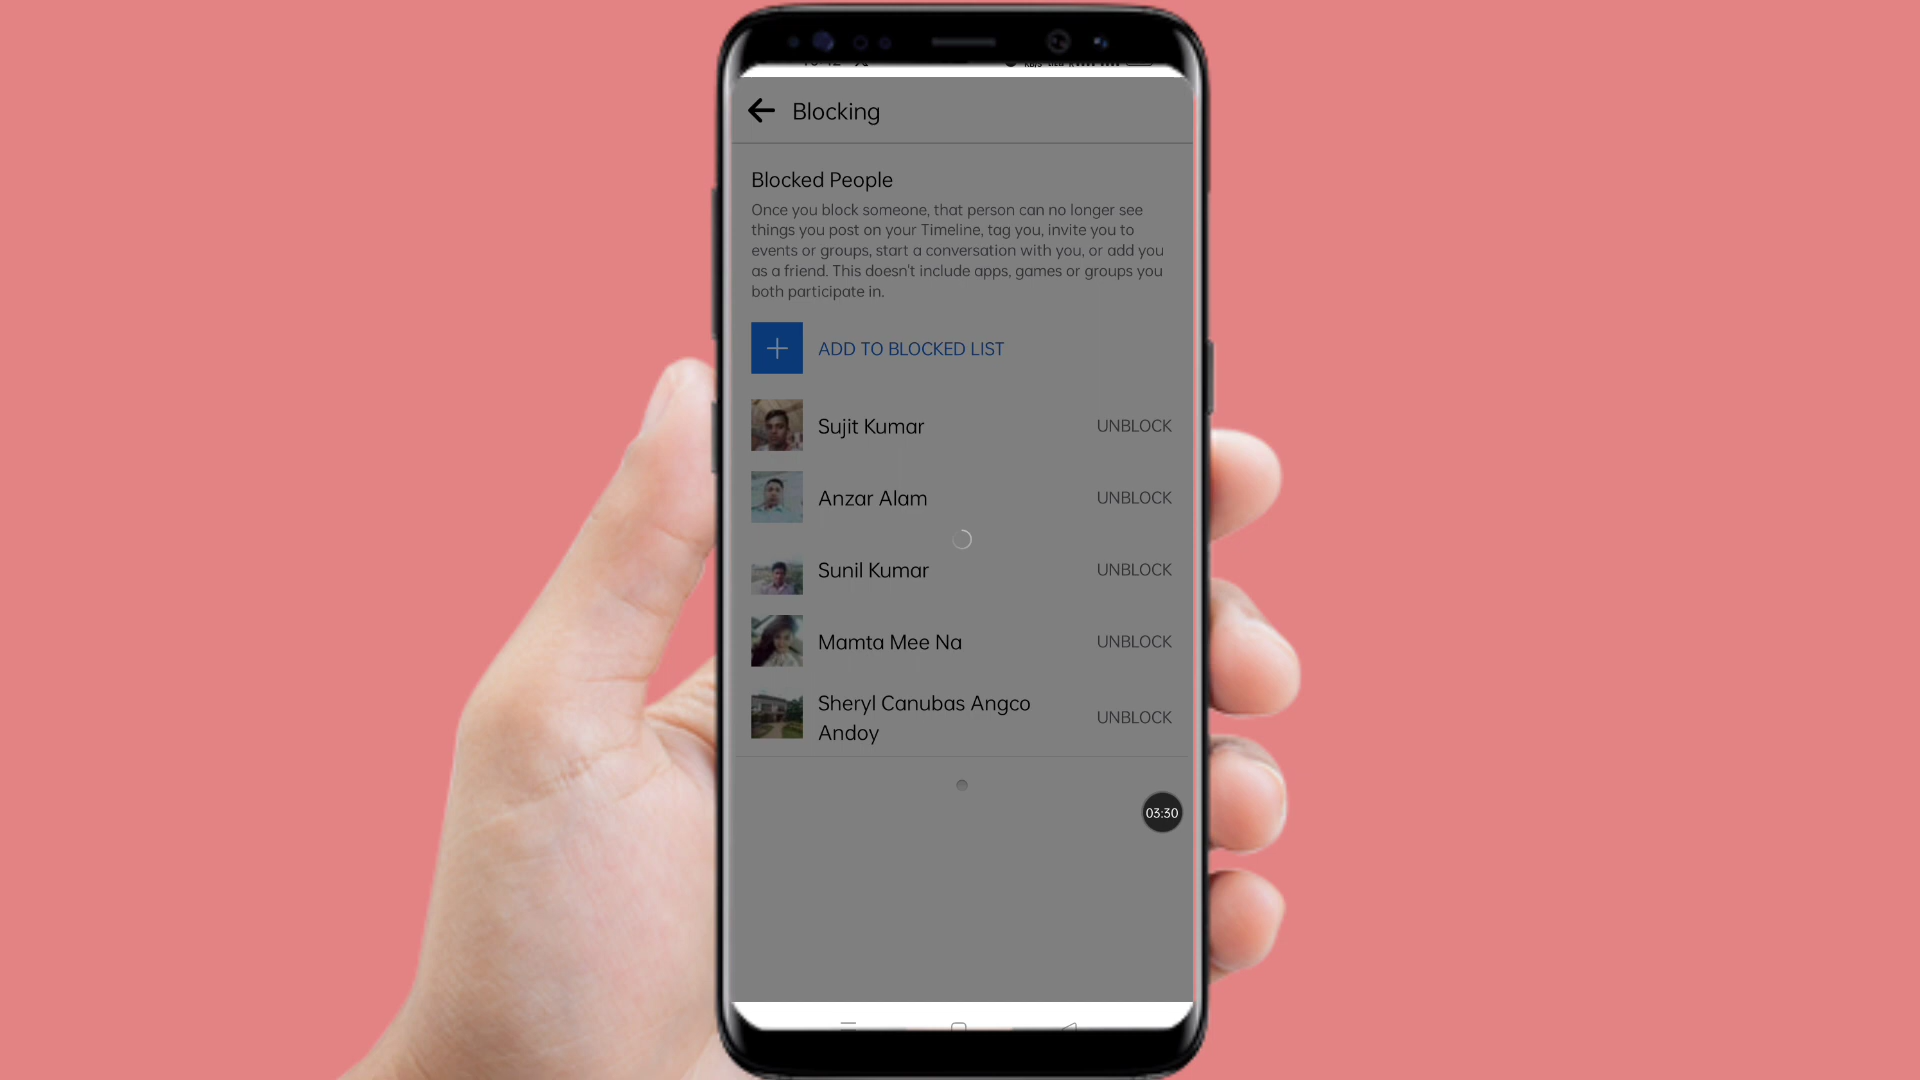 Blocking
Blocked People
Once you block someone, that person can no longer see
things you post on your Timeline, tag you, invite you to
events or groups, start a conversation with you, or add you
as a friend. This doesn't include apps, games or groups you
both participate in.
ADD TO BLOCKED LIST
Sujit Kumar UNBLOCK
Anzar Alam UNBLOCK
Sunil Kumar UNBLOCK
Mamta Mee Na UNBLOCK
Sheryl Canubas Angco
Andoy UNBLOCK
03:30